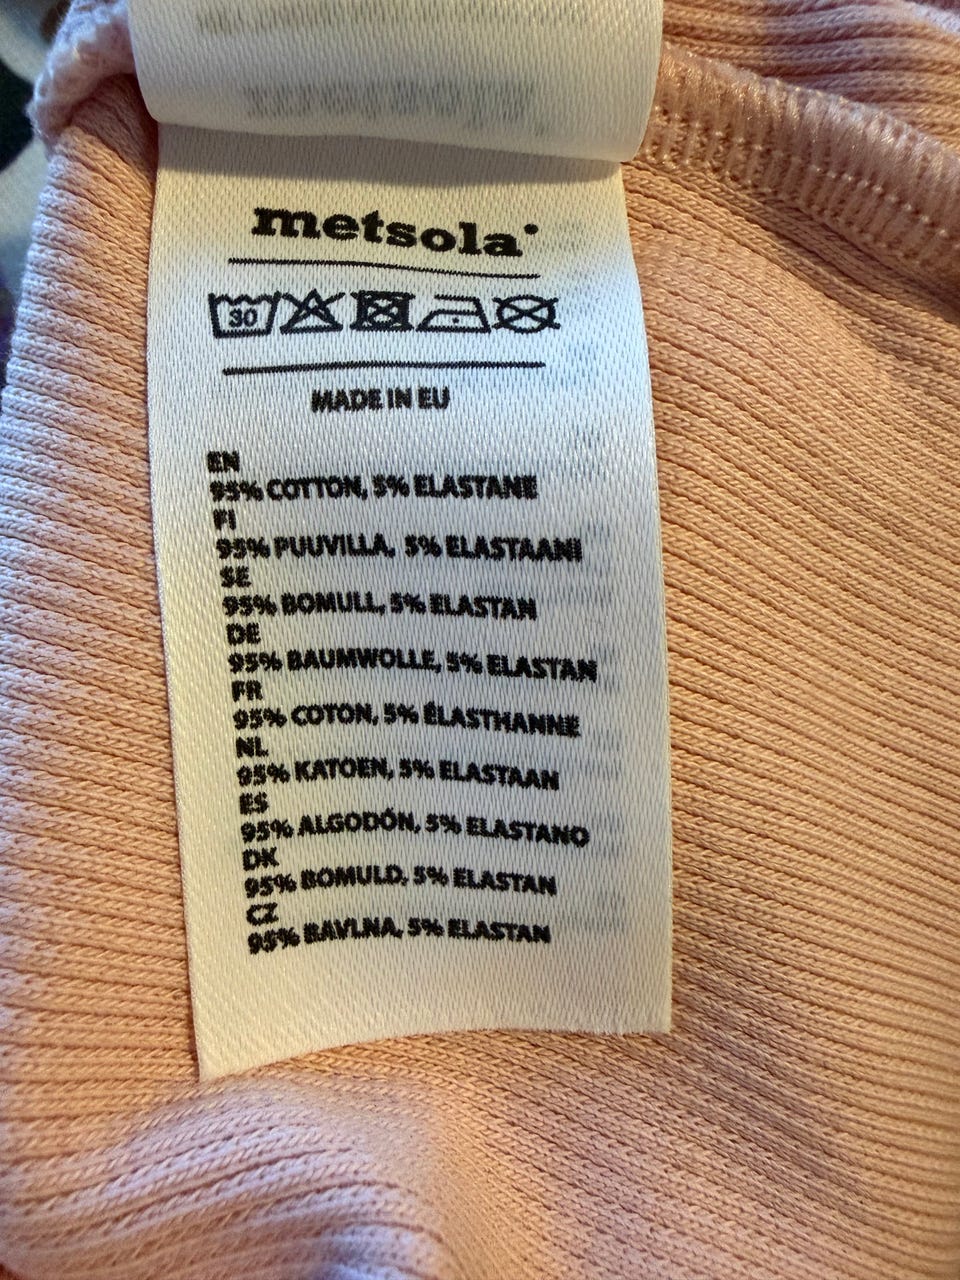 metsola
30
MADE IN EU
EN
95% COTTON, 5% ELASTANE
FI
95% PUUVILLA, 5% ELASTAANI
SE
95% BOMULL, 5% ELASTAN
DE
95% BAUMWOLLE, 5% ELASTAN
FR
95% COTON, 5% ÉLASTHANNE
NL
95% KATOEN, 5% ELASTAAN
ES
95% ALGODÓN, 5% ELASTANO
DK
95% BOMULD, 5% ELASTAN
CZ
95% BAVLNA, 5% ELASTAN